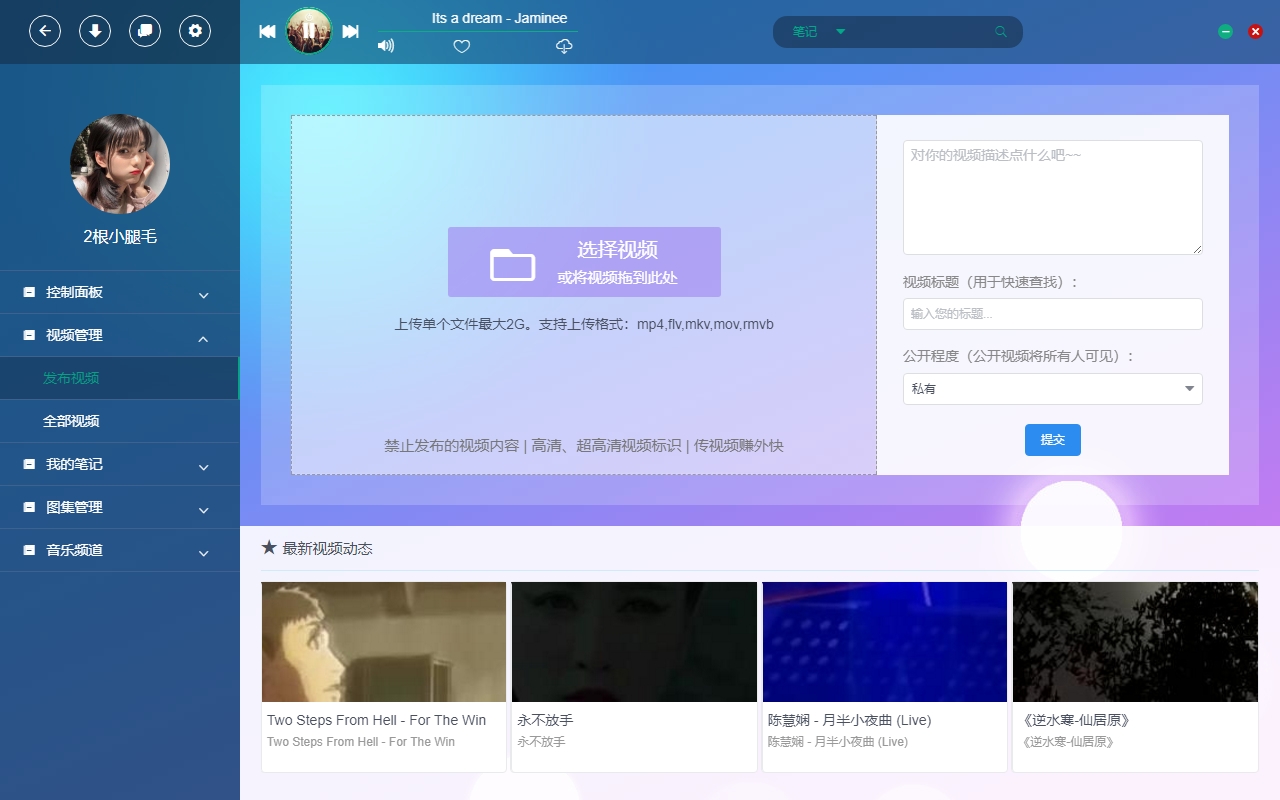 Its a dream - Jaminee
笔记
2根小腿毛
控制面板
视频管理
发布视频
全部视频
我的笔记
图集管理
音乐频道
选择视频
或将视频拖到此处
上传单个文件最大2G。支持上传格式：mp4,flv,mkv,mov,rmvb
禁止发布的视频内容 | 高清、超高清视频标识 | 传视频赚外快
对你的视频描述点什么吧~~
视频标题（用于快速查找）：
输入您的标题...
公开程度（公开视频将所有人可见）：
私有
提交
★ 最新视频动态
Two Steps From Hell - For The Win
Two Steps From Hell - For The Win
永不放手
永不放手
陈慧娴 - 月半小夜曲 (Live)
陈慧娴 - 月半小夜曲 (Live)
《逆水寒-仙居原》
《逆水寒-仙居原》